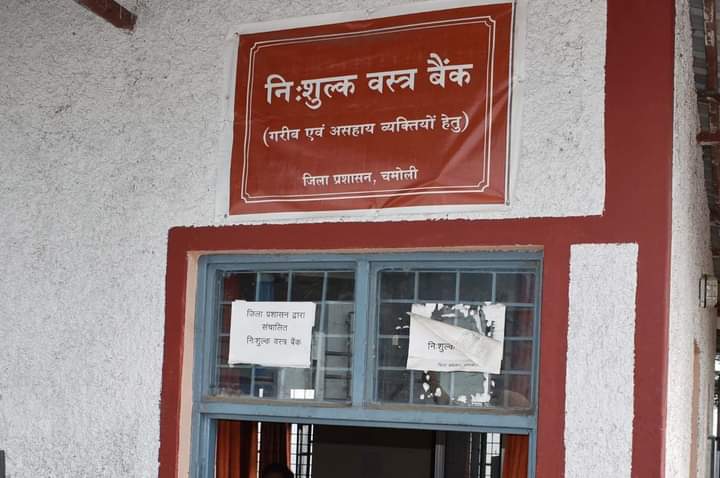 नि:शुल्क वस्त्र बैंक
(गरीब एवं असहाय व्यक्तियों हेतु)
जिला प्रशासन, चमोली
जिला प्रशासन द्वारा
संचालित
नि:शुल्क वस्त्र बैंक
नि:शुल्क